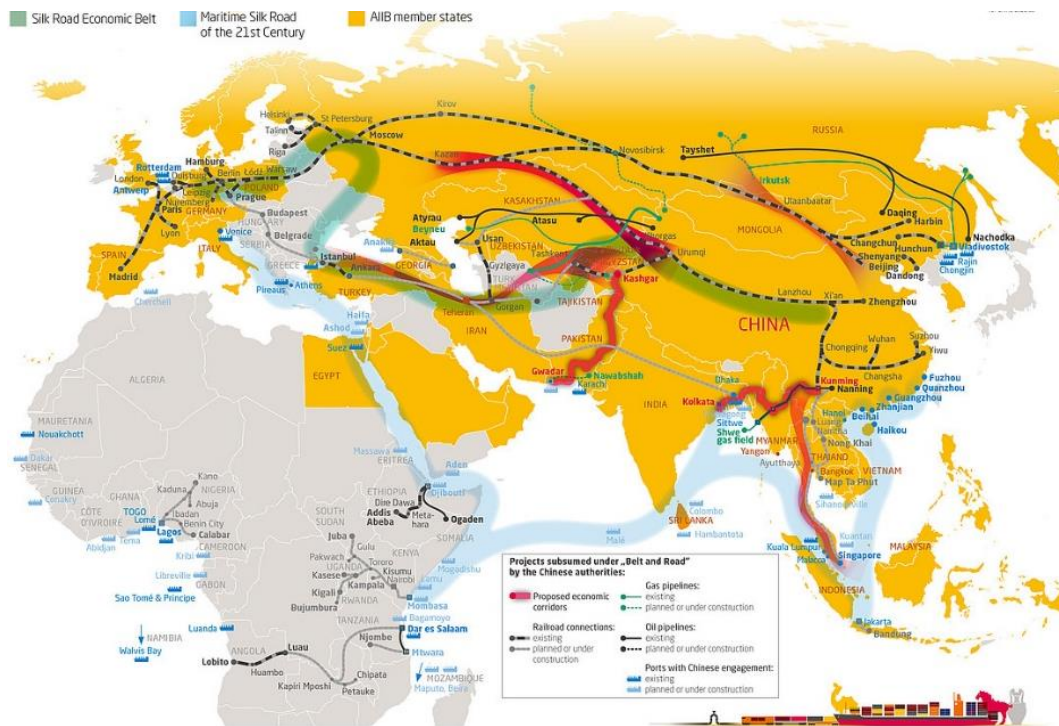 Silk Road Economic Belt
Maritime Silk Road
of the 21st Century
AIIB member states
Helsinki
St Petersburg
Talinn
Riga
Moscow
Kirov
Kazan
RUSSIA
Novosibirsk
Tayshet
Irkutsk
Ulaanbaatar
MONGOLIA
Daqing
Harbin
Changchun
Hunchun
Shenyang
Beijing
Dandong
Nachodka
Vladivostok
Rajin
Chongjin
Rotterdam
Hamburg
London
Duisburg
Berlin
Łódź
Warsaw
POLAND
Antwerp
Leipzig
Prague
Nuremberg
Paris
GERMANY
Lyon
Budapest
HUNGARY
Belgrade
SERBIA
Venice
ITALY
SPAIN
Madrid
GREECE
Istanbul
Ankara
TURKEY
Pireaus
Athens
Anaklia
GEORGIA
Atyrau
Beyneu
Aktau
KAZAKHSTAN
Atasu
Usan
UZBEKISTAN
Tashkent
Gyzlgaya
Urumqi
Kashgar
TAJIKISTAN
Teheran
Gorgan
IRAN
PAKISTAN
Lanzhou
Xi'an
Zhengzhou
CHINA
Chongqing
Wuhan
Suzhou
Yiwu
Changsha
Fuzhou
Quanzhou
Guangzhou
Zhanjian
Beihai
Haikou
Kunming
Nanning
Hanoi
Cherchell
Haifa
Ashod
Suez
EGYPT
Gwadar
Nawabshah
Karachi
INDIA
Dhaka
Kolkata
Sittwe
Shwe
gas field
MYANMAR
Yangon
Nong Khai
THAILAND
Ayutthaya
Bangkok
Map Ta Phut
VIETNAM
Sihanoukville
ALGERIA
MAURETANIA
Nouakchott
Dakar
SENEGAL
GUINEA
Conakry
CÔTE
D'IVOIRE
Abidjan
GHANA
Tema
TOGO
Lomé
Ibadan
Lagos
Kano
Kaduna
NIGERIA
Abuja
Benin City
Calabar
CAMEROON
Kribi
Libreville
GABON
Sao Tomé & Principe
Massawa
ERITREA
Aden
Djibouti
ETHIOPIA
Dire Dawa
Addis
Abeba
Meta-
hara
Ogaden
SOUTH
SUDAN
Juba
SOMALIA
Mogadishu
Gulu
Pakwach
UGANDA
Tororo
KENYA
Kasese
Kisumu
Kampala
Nairobi
Lamu
Kigali
RWANDA
Bujumbura
Mombasa
Bagamoyo
TANZANIA
Dar es Salaam
Njombe
Mtwara
Luanda
NAMIBIA
Walvis Bay
ANGOLA
Lobito
Luau
Huambo
Kapiri Mposhi
Chipata
Petauke
MOZAMBIQUE
Maputo, Beira
SRI LANKA
Colombo
Hambantota
Malé
Kuala Lumpur
Malacca
Kuantan
Singapore
MALAYSIA
INDONESIA
Jakarta
Bandung
Projects subsumed under „Belt and Road"
by the Chinese authorities:
Proposed economic
corridors
Railroad connections:
existing
planned or under
construction
Gas pipelines:
existing
planned or under construction
Oil pipelines:
existing
planned or under construction
Ports with Chinese engagement:
existing
planned or under construction